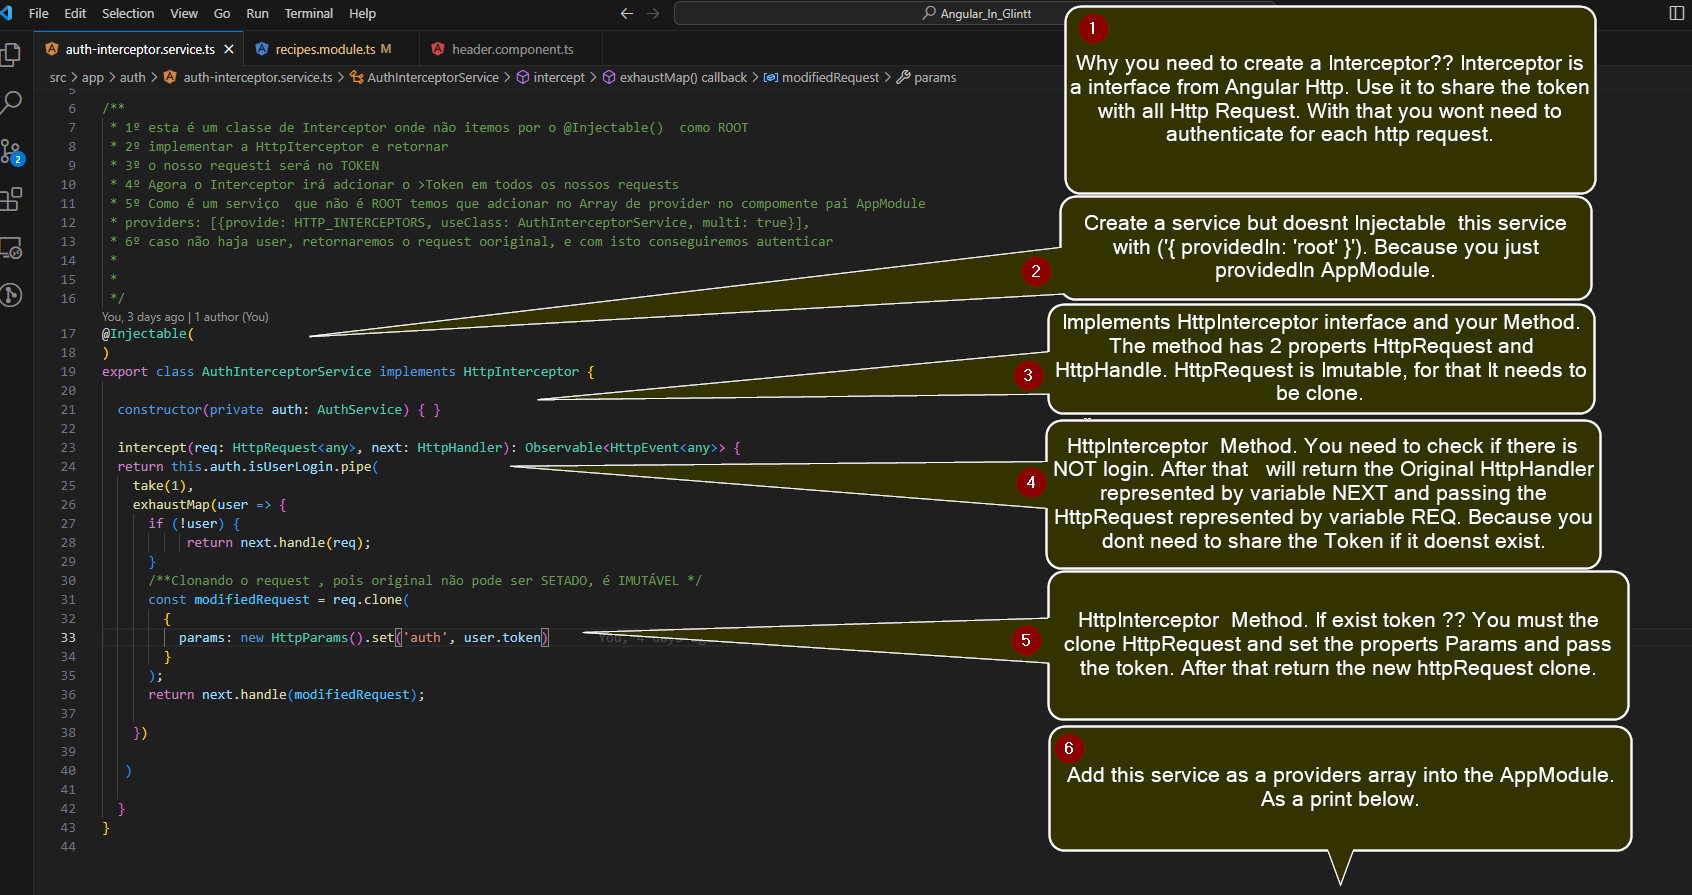 File Edit Selection View Go Run Terminal Help
Angular_In_Glintt
auth-interceptor.service.ts
recipes.module.ts M
header.component.ts
src > app > auth > auth-interceptor.service.ts > AuthInterceptorService > intercept > exhaustMap() callback > modifiedRequest > params
2
5
6 /**
7 * 1º esta é um classe de Interceptor onde não itemos por o @Injectable()  como ROOT
8 * 2º implementar a HttpIterceptor e retornar
9 * 3º o nosso requesti será no TOKEN
10 * 4º Agora o Interceptor irá adcionar o >Token em todos os nossos requests
11 * 5º Como é um serviço  que não é ROOT temos que adcionar no Array de provider no compomente pai AppModule
12 * providers: [{provide: HTTP_INTERCEPTORS, useClass: AuthInterceptorService, multi: true}],
13 * 6º caso não haja user, retornaremos o request ooriginal, e com isto conseguiremos autenticar
14 *
15 *
16 */
You, 3 days ago | 1 author (You)
17 @Injectable(
18 )
19 export class AuthInterceptorService implements HttpInterceptor {
20
21 constructor(private auth: AuthService) { }
22
23 intercept(req: HttpRequest<any>, next: HttpHandler): Observable<HttpEvent<any>> {
24 return this.auth.isUserLogin.pipe(
25 take(1),
26 exhaustMap(user => {
27 if (!user) {
28 return next.handle(req);
29 }
30 /**Clonando o request , pois original não pode ser SETADO, é IMUTÁVEL */
31 const modifiedRequest = req.clone(
32 {
33 params: new HttpParams().set('auth', user.token)
34 }
35 );
36 return next.handle(modifiedRequest);
37
38 })
39
40 )
41
42 }
43 }
44
1
Why you need to create a Interceptor?? Interceptor is
a interface from Angular Http. Use it to share the token
with all Http Request. With that you wont need to
authenticate for each http request.
2
Create a service but doesnt Injectable  this service
with ('{ providedIn: 'root' }'). Because you just
providedIn AppModule.
3
Implements HttpInterceptor interface and your Method.
The method has 2 properts HttpRequest and
HttpHandle. HttpRequest is Imutable, for that It needs to
be clone.
4
HttpInterceptor  Method. You need to check if there is
NOT login. After that   will return the Original HttpHandler
represented by variable NEXT and passing the
HttpRequest represented by variable REQ. Because you
dont need to share the Token if it doenst exist.
5
HttpInterceptor  Method. If exist token ?? You must the
clone HttpRequest and set the properts Params and pass
the token. After that return the new httpRequest clone.
6
Add this service as a providers array into the AppModule.
As a print below.